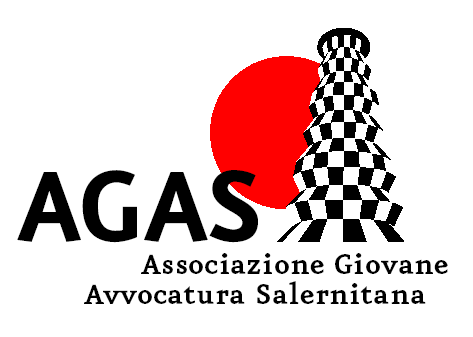 AGAS
Associazione Giovane
Avvocatura Salernitana